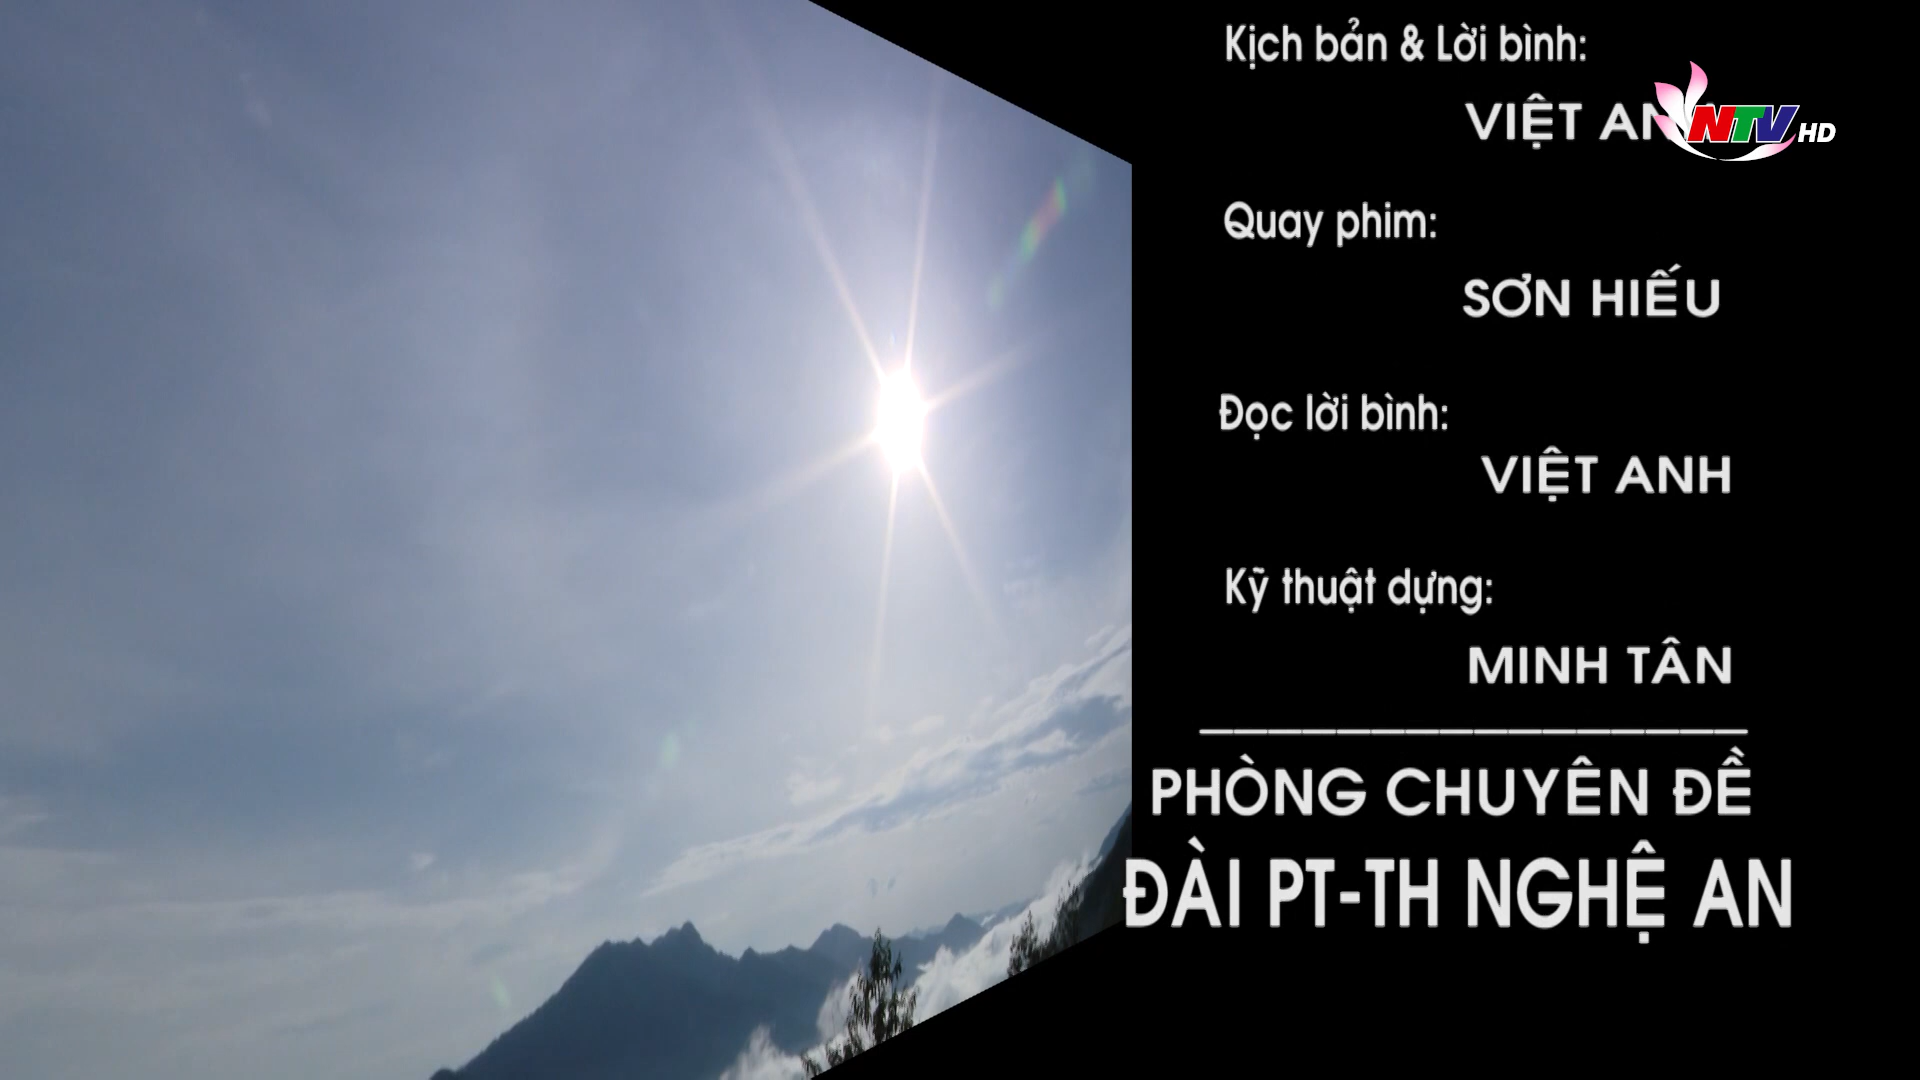 Kịch bản & Lời bình:
VIỆT ANH
NTV HD
Quay phim:
SƠN HIẾU
Đọc lời bình:
VIỆT ANH
Kỹ thuật dựng:
MINH TÂN
PHÒNG CHUYÊN ĐỀ
ĐÀI PT-TH NGHỆ AN